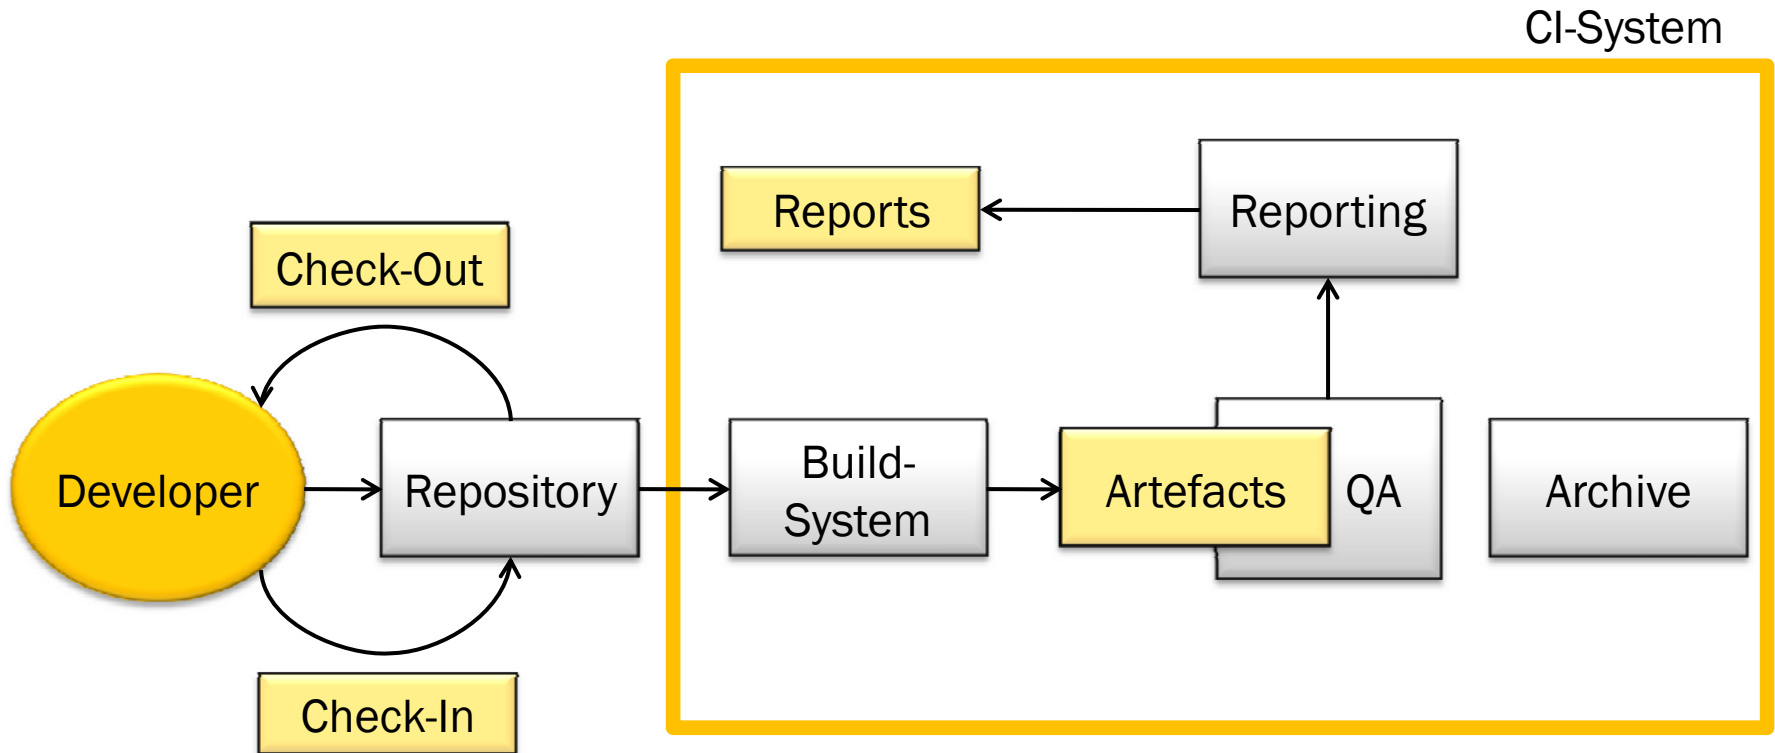 CI-System
Reports
Reporting
Check-Out
Developer
Repository
Build-
System
Artefacts
QA
Archive
Check-In